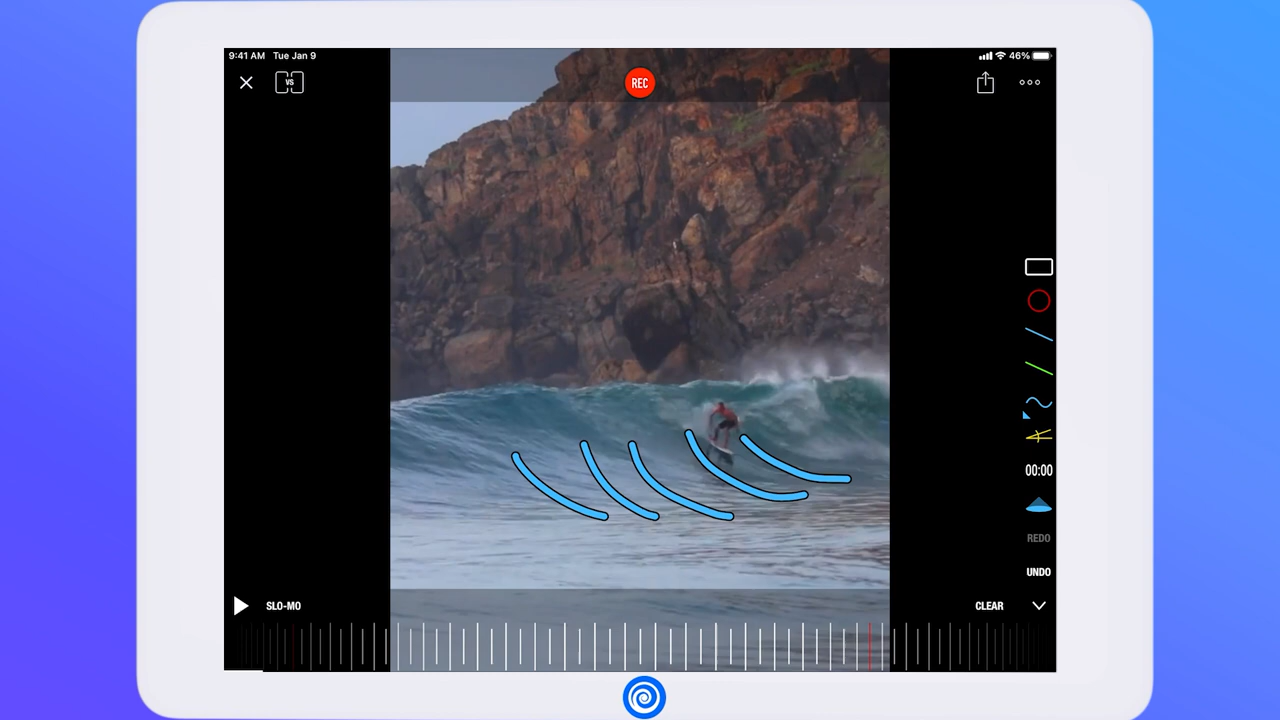 9:41 AM Tue Jan 9
46%
VS
REC
00:00
REDO
UNDO
SLO-MO
CLEAR